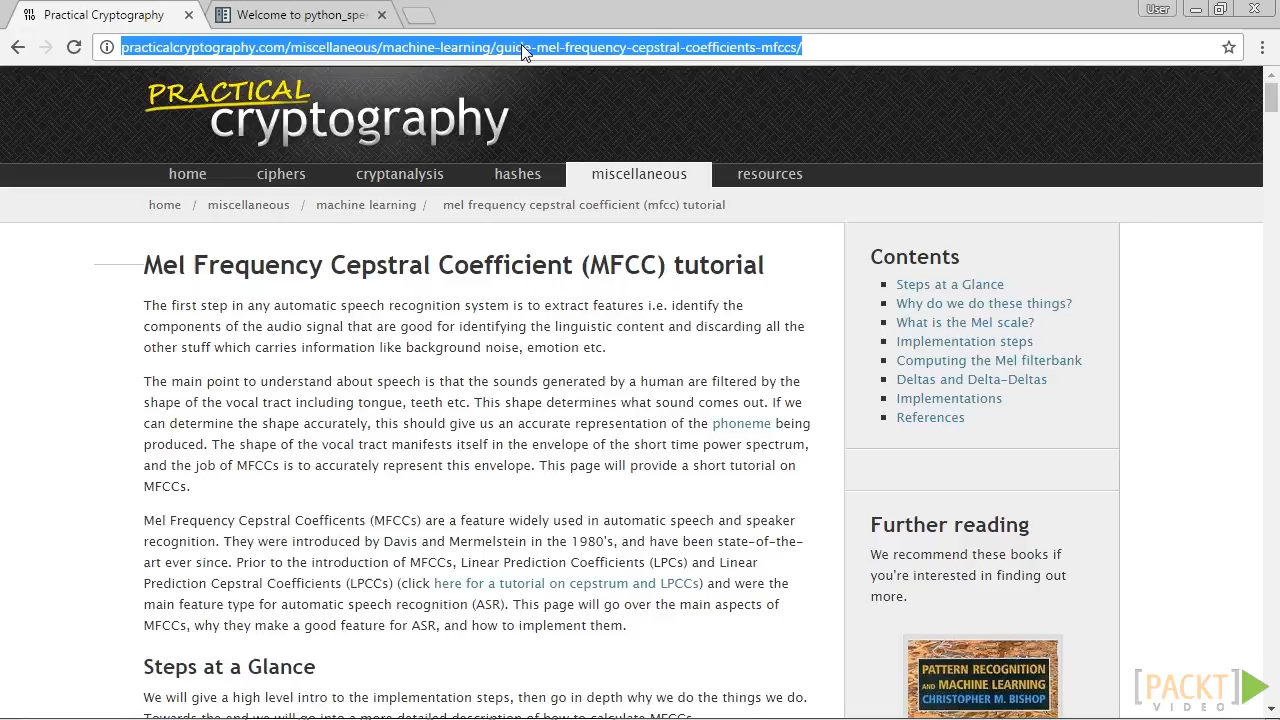 Practical Cryptography
Welcome to python_spe
User
practicalcryptography.com/miscellaneous/machine-learning/guide-mel-frequency-cepstral-coefficients-mfccs/
PRACTICAL
cryptography
home ciphers cryptanalysis hashes miscellaneous resources
home / miscellaneous / machine learning / mel frequency cepstral coefficient (mfcc) tutorial
Mel Frequency Cepstral Coefficient (MFCC) tutorial
The first step in any automatic speech recognition system is to extract features i.e. identify the
components of the audio signal that are good for identifying the linguistic content and discarding all the
other stuff which carries information like background noise, emotion etc.
The main point to understand about speech is that the sounds generated by a human are filtered by the
shape of the vocal tract including tongue, teeth etc. This shape determines what sound comes out. If we
can determine the shape accurately, this should give us an accurate representation of the phoneme being
produced. The shape of the vocal tract manifests itself in the envelope of the short time power spectrum,
and the job of MFCCs is to accurately represent this envelope. This page will provide a short tutorial on
MFCCs.
Mel Frequency Cepstral Coefficents (MFCCs) are a feature widely used in automatic speech and speaker
recognition. They were introduced by Davis and Mermelstein in the 1980's, and have been state-of-the-
art ever since. Prior to the introduction of MFCCs, Linear Prediction Coefficients (LPCs) and Linear
Prediction Cepstral Coefficients (LPCCs) (click here for a tutorial on cepstrum and LPCCs) and were the
main feature type for automatic speech recognition (ASR). This page will go over the main aspects of
MFCCs, why they make a good feature for ASR, and how to implement them.
Steps at a Glance
We will give a high level intro to the implementation steps, then go in depth why we do the things we do.
Towards the end we will go into a more detailed description of how to calculate MFCCs.
Contents
Steps at a Glance
Why do we do these things?
What is the Mel scale?
Implementation steps
Computing the Mel filterbank
Deltas and Delta-Deltas
Implementations
References
Further reading
We recommend these books if
you're interested in finding out
more.
PATTERN RECOGNITION
AND MACHINE LEARNING
CHRISTOPHER M. BISHOP
PACKT
VIDEO